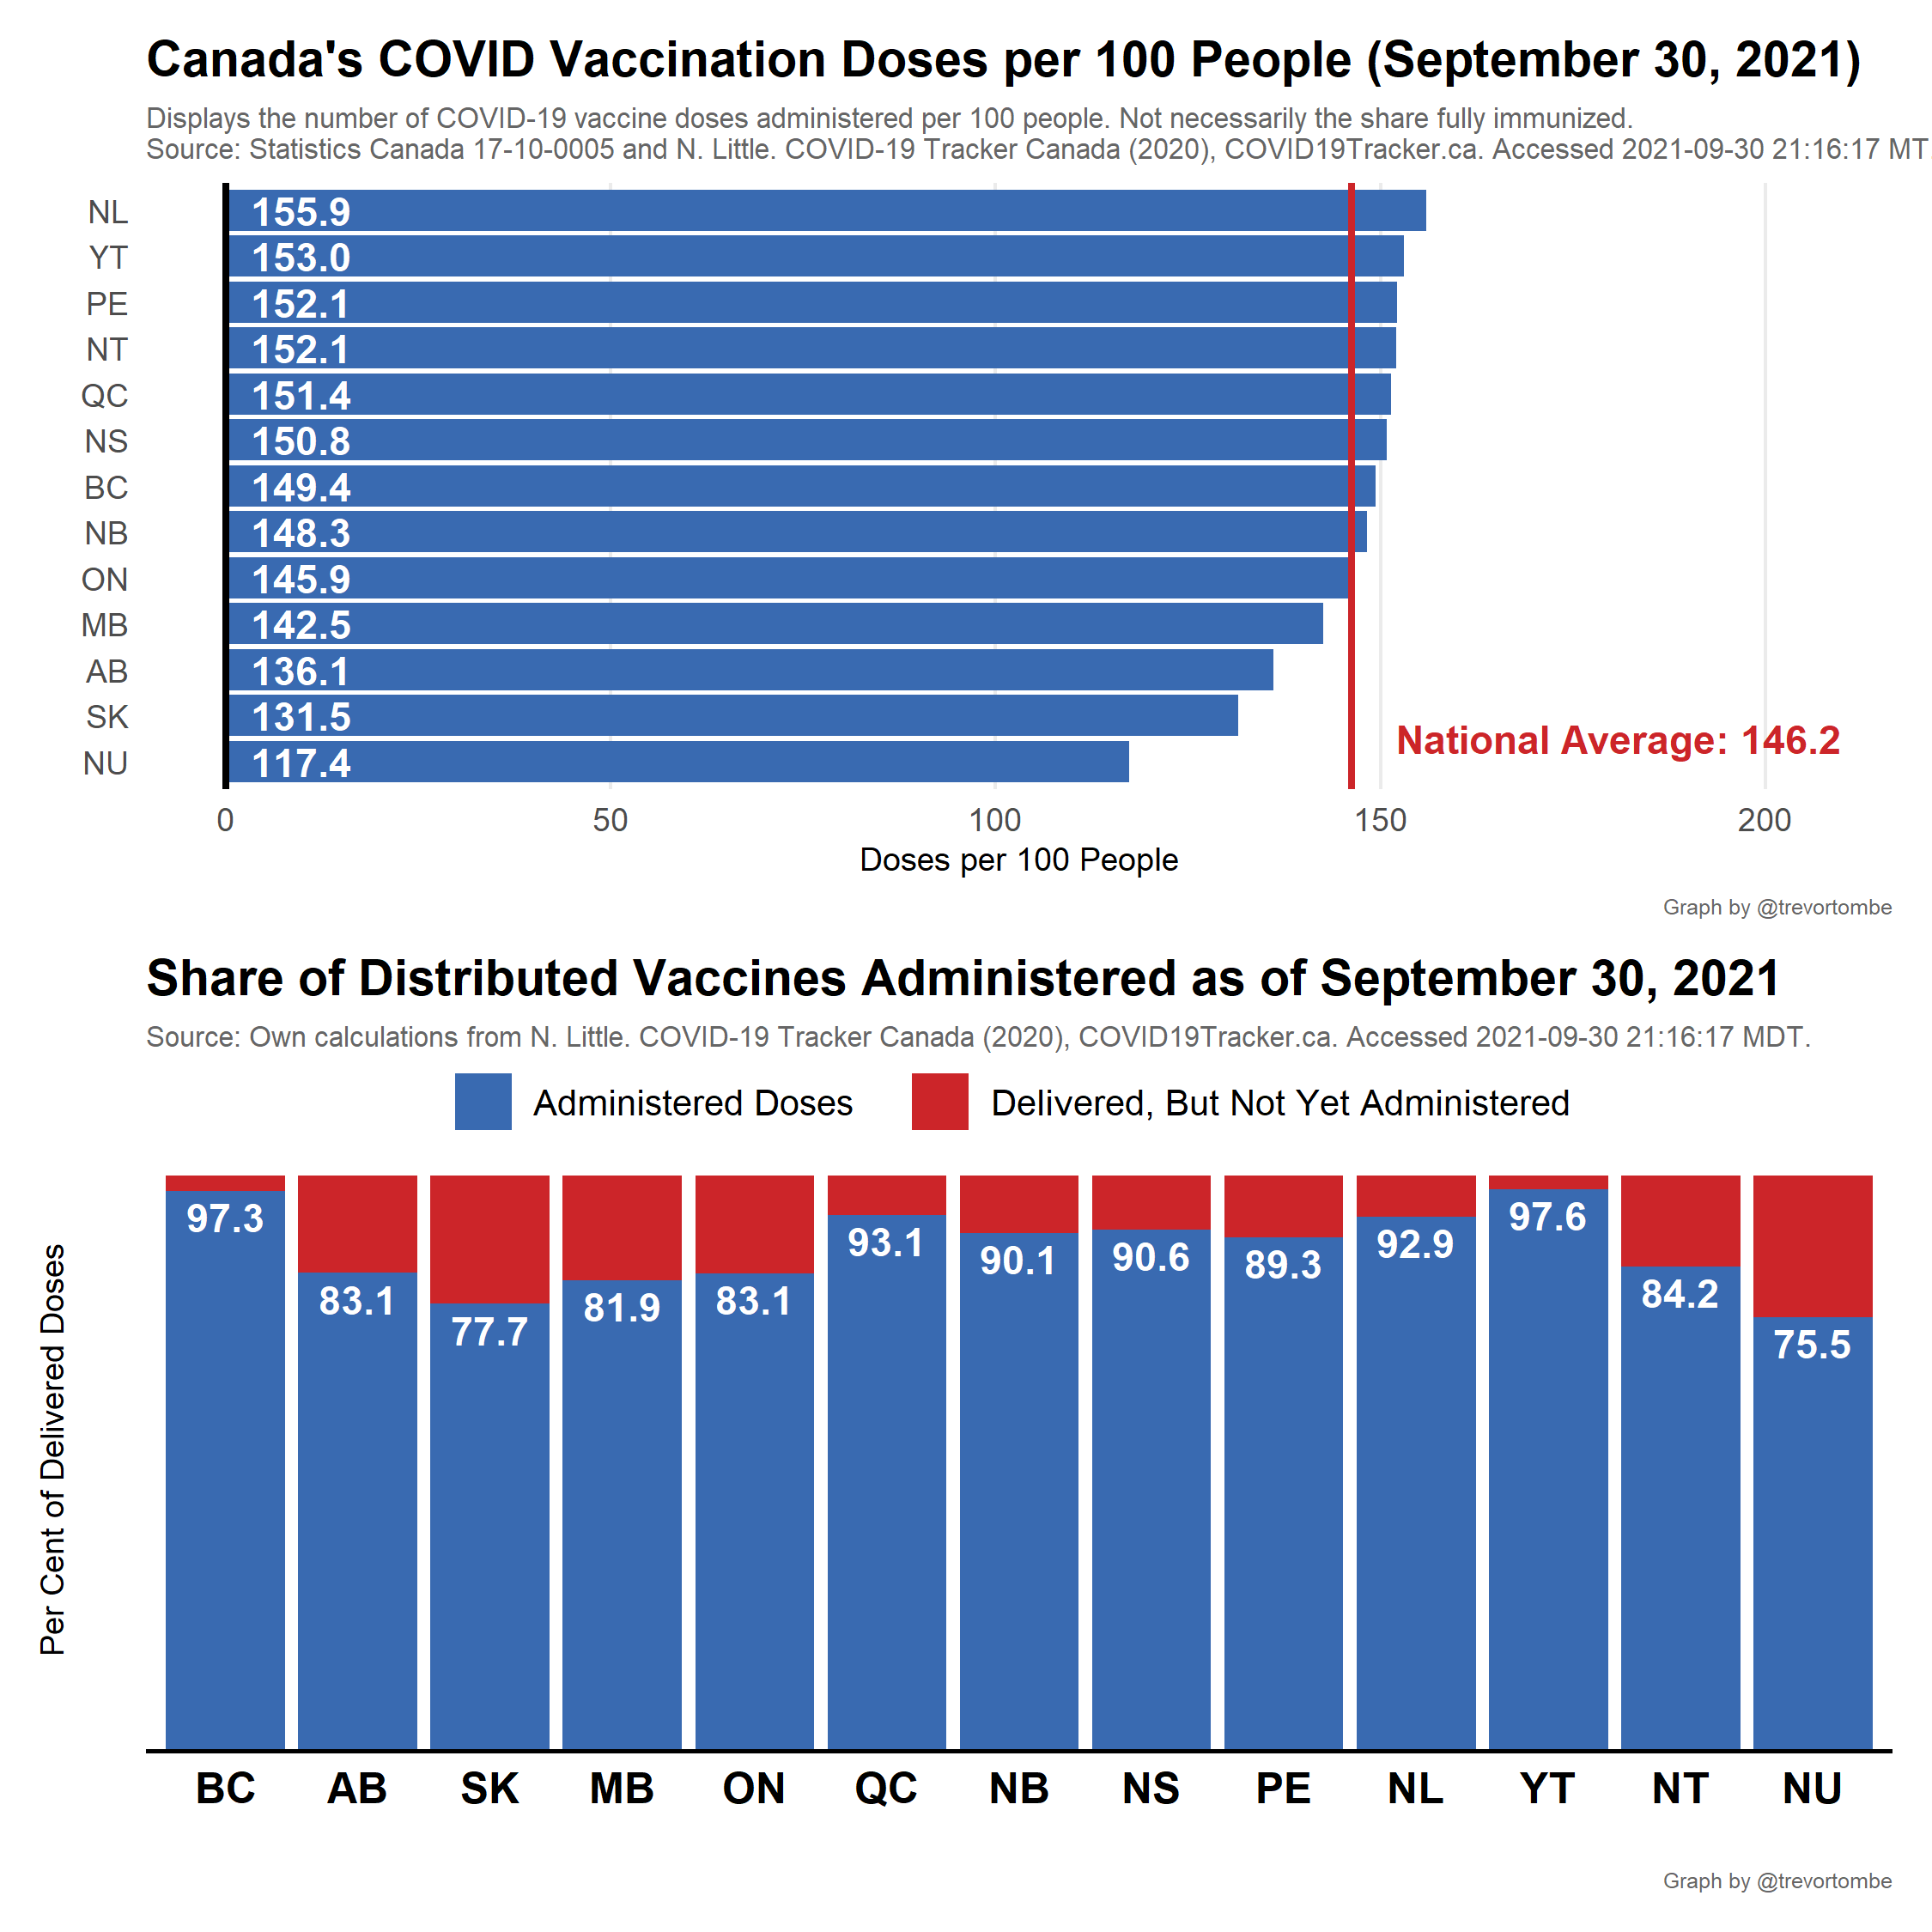 Canada's COVID Vaccination Doses per 100 People (September 30, 2021)
Displays the number of COVID-19 vaccine doses administered per 100 people. Not necessarily the share fully immunized.
Source: Statistics Canada 17-10-0005 and N. Little. COVID-19 Tracker Canada (2020), COVID19Tracker.ca. Accessed 2021-09-30 21:16:17 MT
NL 155.9
YT 153.0
PE 152.1
NT 152.1
QC 151.4
NS 150.8
BC 149.4
NB 148.3
ON 145.9
MB 142.5
AB 136.1
SK 131.5
National Average: 146.2
NU 117.4
0 50 100 150 200
Doses per 100 People
Graph by @trevortombe
Share of Distributed Vaccines Administered as of September 30, 2021
Source: Own calculations from N. Little. COVID-19 Tracker Canada (2020), COVID19Tracker.ca. Accessed 2021-09-30 21:16:17 MDT.
Administered Doses Delivered, But Not Yet Administered
Per Cent of Delivered Doses
97.3 83.1 77.7 81.9 83.1 93.1 90.1 90.6 89.3 92.9 97.6 84.2 75.5
BC AB SK MB ON QC NB NS PE NL YT NT NU
Graph by @trevortombe